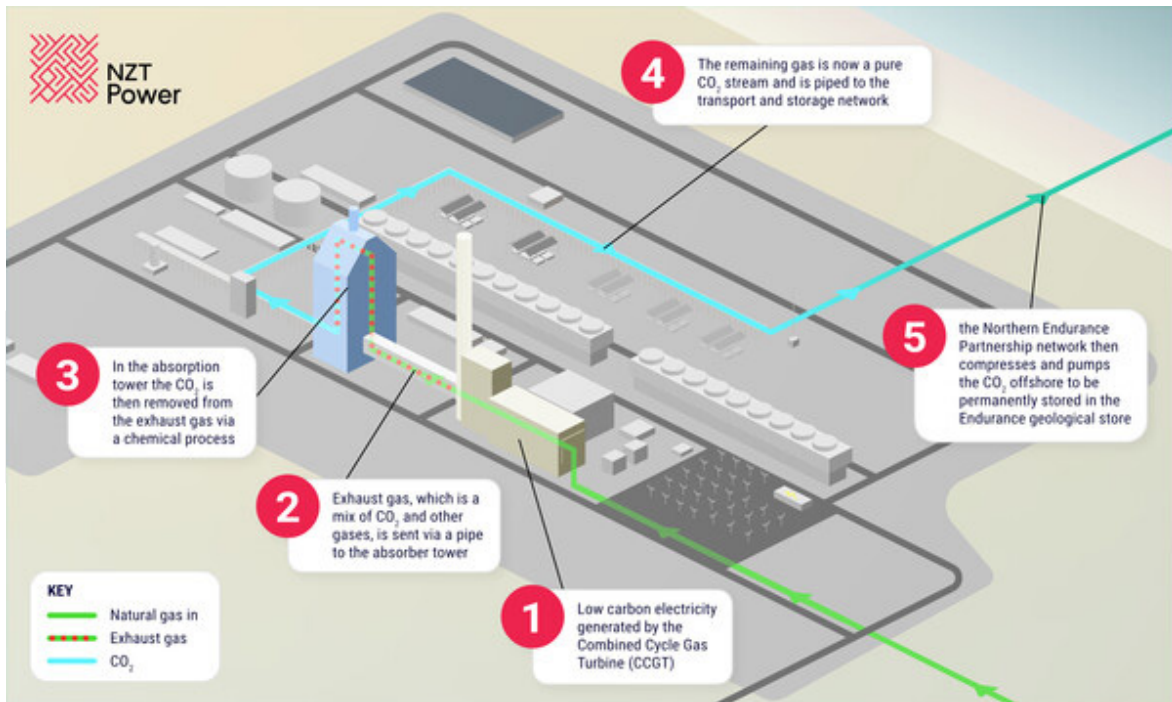 NZT
Power
4
The remaining gas is now a pure
CO₂ stream and is piped to the
transport and storage network
5
the Northern Endurance
Partnership network then
compresses and pumps
the CO₂ offshore to be
permanently stored in the
Endurance geological store
3
In the absorption
tower the CO₂ is
then removed from
the exhaust gas via
a chemical process
2
Exhaust gas, which is a
mix of CO₂ and other
gases, is sent via a pipe
to the absorber tower
1
Low carbon electricity
generated by the
Combined Cycle Gas
Turbine (CCGT)
KEY
Natural gas in
Exhaust gas
CO₂